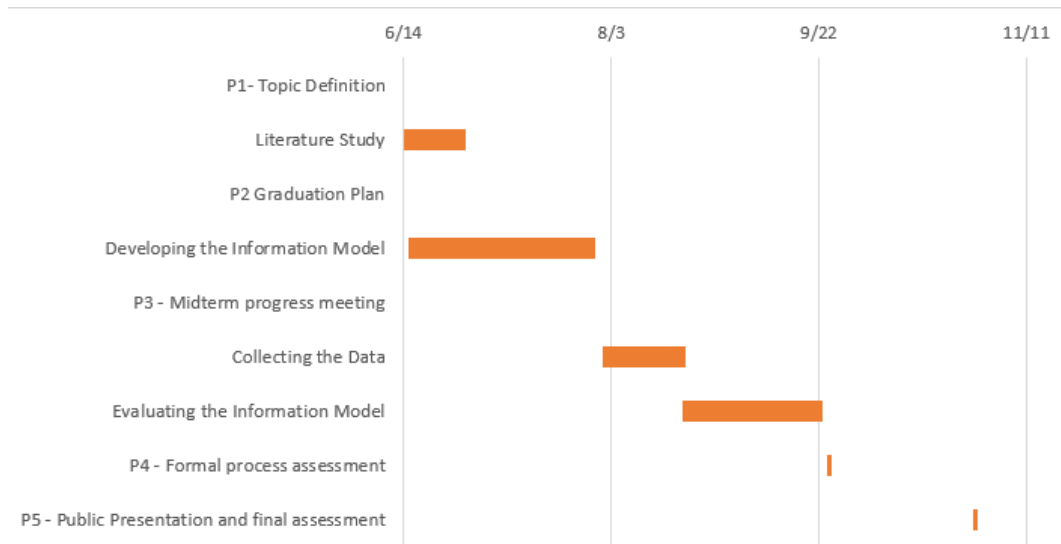 6/14 8/3 9/22 11/11
P1- Topic Definition
Literature Study
P2 Graduation Plan
Developing the Information Model
P3 - Midterm progress meeting
Collecting the Data
Evaluating the Information Model
P4 - Formal process assessment
P5 - Public Presentation and final assessment